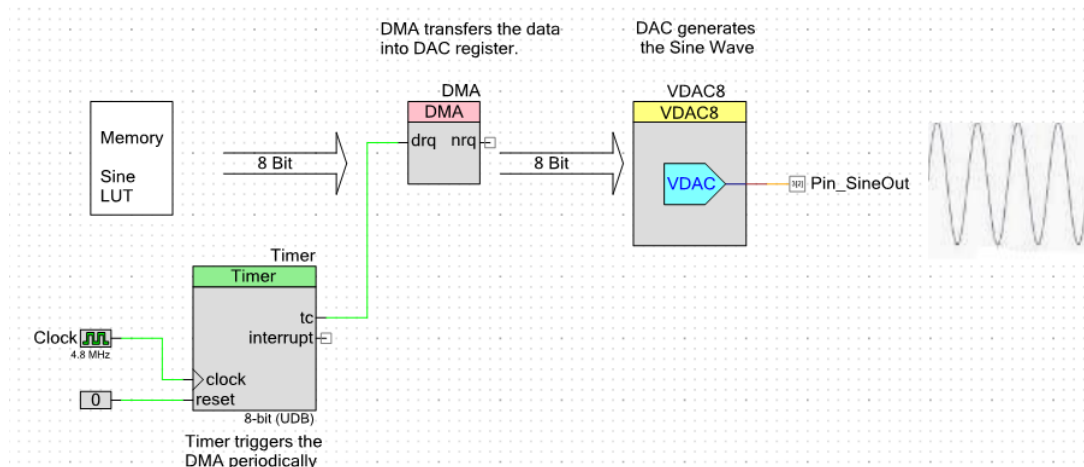 DMA transfers the data
into DAC register.
DAC generates
the Sine Wave
DMA
VDAC8
Memory
Sine
LUT
8 Bit
DMA
drq nrq
8 Bit
VDAC8
VDAC
Pin_SineOut
Timer
Timer
tc
interrupt
Clock
4.8 MHz
clock
0
reset
8-bit (UDB)
Timer triggers the
DMA periodically